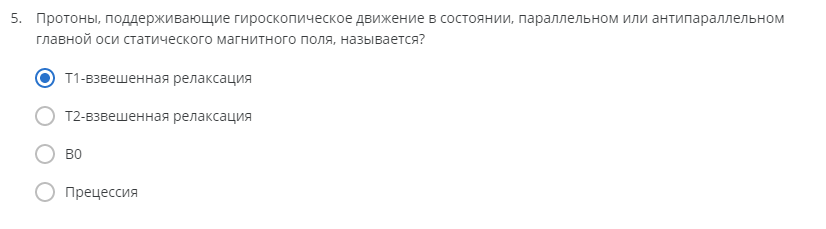 5. Протоны, поддерживающие гироскопическое движение в состоянии, параллельном или антипараллельном
главной оси статического магнитного поля, называется?
T1-взвешенная релаксация
T2-взвешенная релаксация
B0
Прецессия